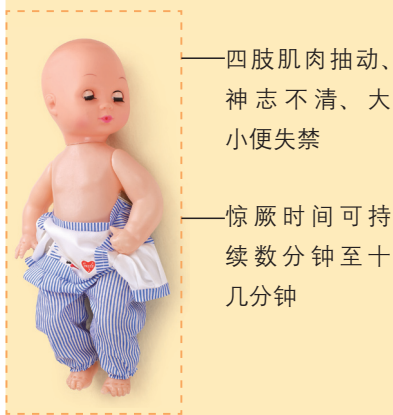 四肢肌肉抽动、
神志不清、大
小便失禁
惊厥时间可持
续数分钟至十
几分钟